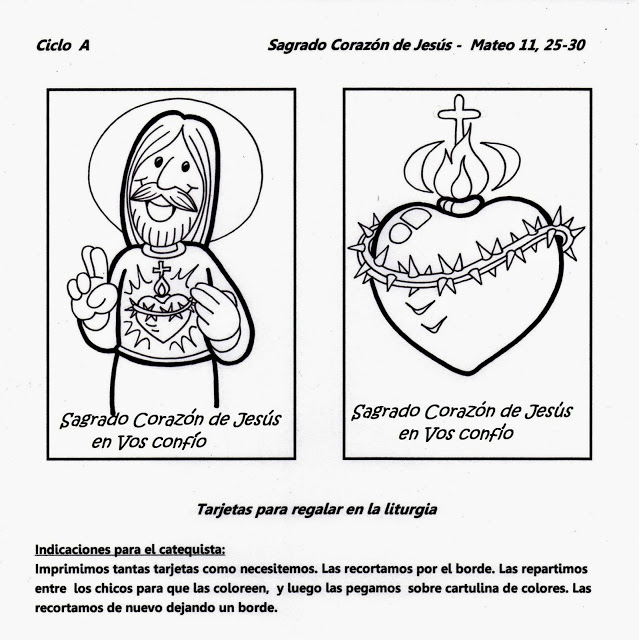 Ciclo A
Sagrado Corazón de Jesús - Mateo 11, 25-30
Sagrado Corazón de Jesús
en Vos confío
Sagrado Corazón de Jesús
en Vos confío
Tarjetas para regalar en la liturgia
Indicaciones para el catequista:
Imprimimos tantas tarjetas como necesitemos. Las recortamos por el borde. Las repartimos
entre los chicos para que las coloreen, y luego las pegamos sobre cartulina de colores. Las
recortamos de nuevo dejando un borde.